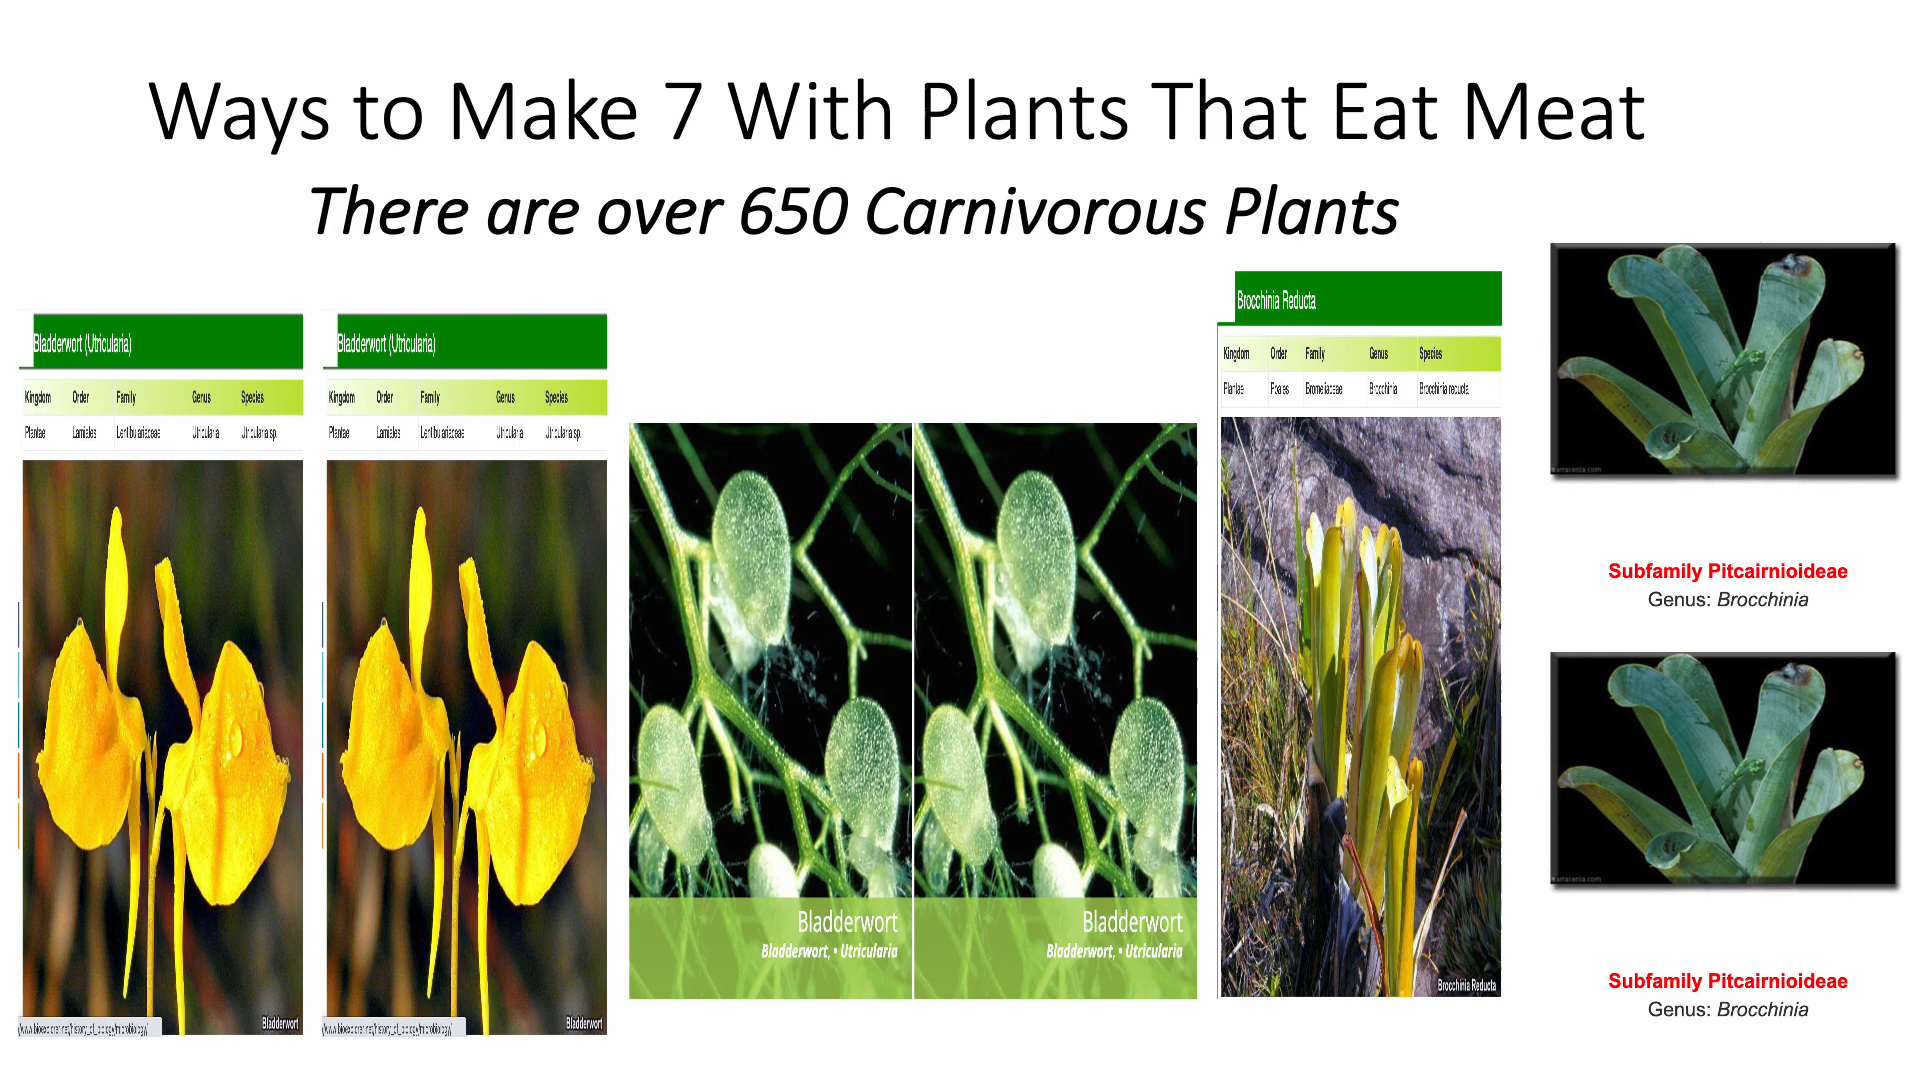 Ways to Make 7 With Plants That Eat Meat
There are over 650 Carnivorous Plants
Bladderwort (Utricularia)
Kingdom Order Family Genus Species
Plantae Lamiales Lentibulariaceae Utricularia Utricularia sp.
Bladderwort
Bladderwort (Utricularia)
Kingdom Order Family Genus Species
Plantae Lamiales Lentibulariaceae Utricularia Utricularia sp.
Bladderwort
Bladderwort
Bladderwort, • Utricularia
Bladderwort
Bladderwort, • Utricularia
Brocchinia Reducta
Kingdom Order Family Genus Species
Plantae Poales Bromeliaceae Brocchinia Brocchinia reducta
Brocchinia Reducta
Subfamily Pitcairnioideae
Genus: Brocchinia
Subfamily Pitcairnioideae
Genus: Brocchinia